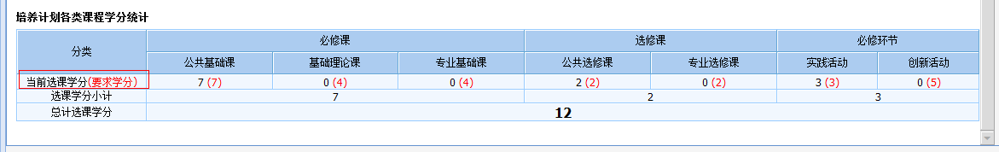 培养计划各类课程学分统计
分类 必修课 选修课 必修环节
公共基础课 基础理论课 专业基础课 公共选修课 专业选修课 实践活动 创新活动
当前选课学分(要求学分) 7 (7) 0 (4) 0 (4) 2 (2) 0 (2) 3 (3) 0 (5)
选课学分小计 7 2 3
总计选课学分 12